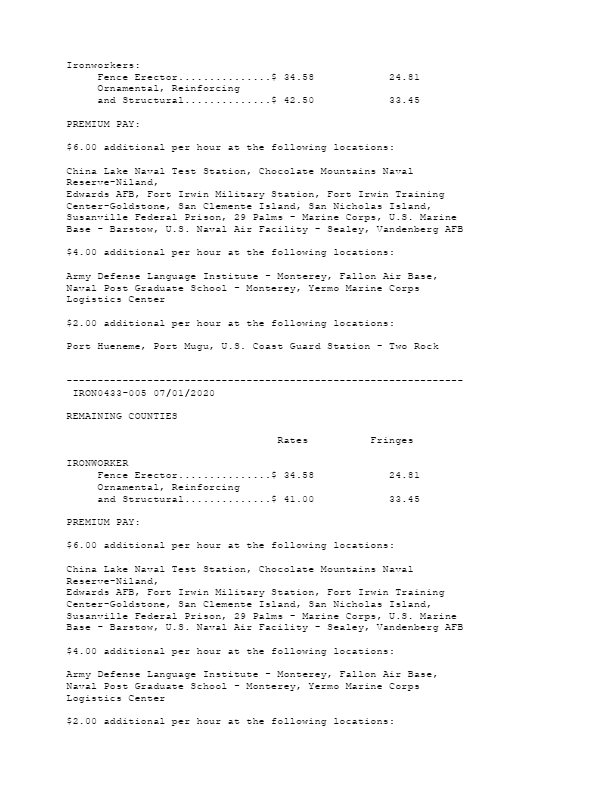 Ironworkers:
Fence Erector...............$ 34.58 24.81
Ornamental, Reinforcing
and Structural..............$ 42.50 33.45
PREMIUM PAY:
$6.00 additional per hour at the following locations:
China Lake Naval Test Station, Chocolate Mountains Naval
Reserve-Niland,
Edwards AFB, Fort Irwin Military Station, Fort Irwin Training
Center-Goldstone, San Clemente Island, San Nicholas Island,
Susanville Federal Prison, 29 Palms - Marine Corps, U.S. Marine
Base - Barstow, U.S. Naval Air Facility - Sealey, Vandenberg AFB
$4.00 additional per hour at the following locations:
Army Defense Language Institute - Monterey, Fallon Air Base,
Naval Post Graduate School - Monterey, Yermo Marine Corps
Logistics Center
$2.00 additional per hour at the following locations:
Port Hueneme, Port Mugu, U.S. Coast Guard Station - Two Rock
----------------------------------------------------------------
IRON0433-005 07/01/2020
REMAINING COUNTIES
Rates Fringes
IRONWORKER
Fence Erector...............$ 34.58 24.81
Ornamental, Reinforcing
and Structural..............$ 41.00 33.45
PREMIUM PAY:
$6.00 additional per hour at the following locations:
China Lake Naval Test Station, Chocolate Mountains Naval
Reserve-Niland,
Edwards AFB, Fort Irwin Military Station, Fort Irwin Training
Center-Goldstone, San Clemente Island, San Nicholas Island,
Susanville Federal Prison, 29 Palms - Marine Corps, U.S. Marine
Base - Barstow, U.S. Naval Air Facility - Sealey, Vandenberg AFB
$4.00 additional per hour at the following locations:
Army Defense Language Institute - Monterey, Fallon Air Base,
Naval Post Graduate School - Monterey, Yermo Marine Corps
Logistics Center
$2.00 additional per hour at the following locations: